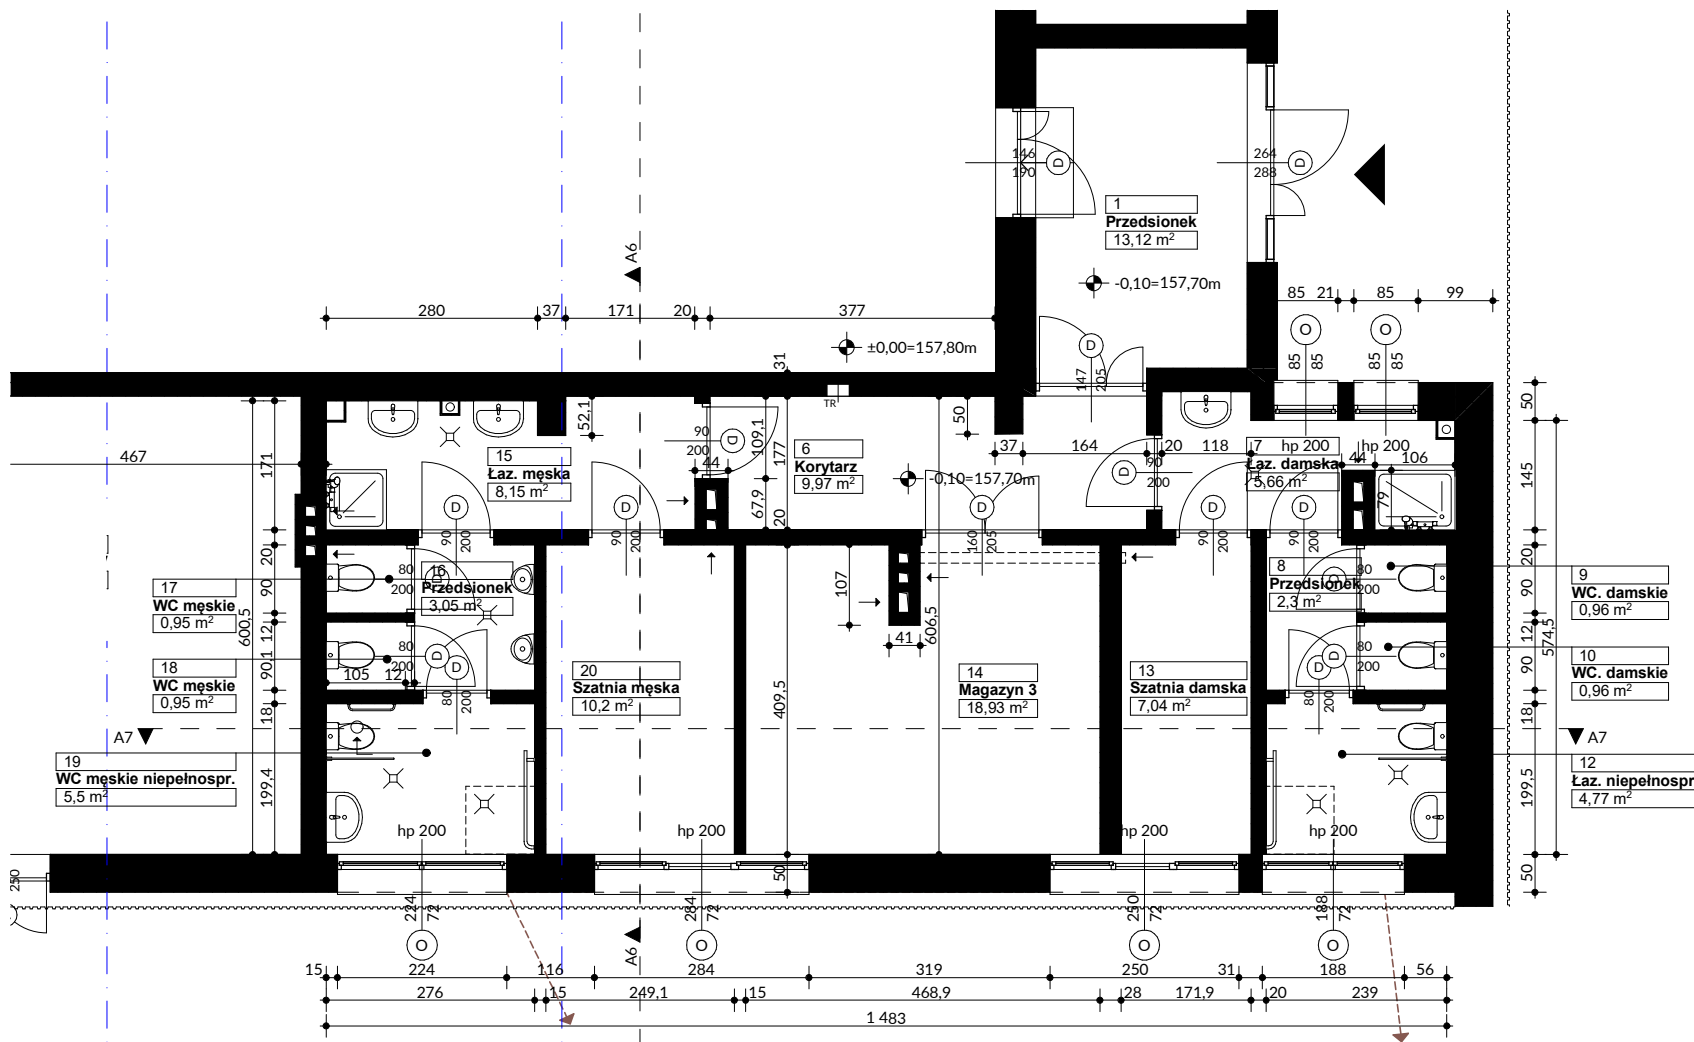 146
190
264
288
1
Przedsionek
13,12 m²
A6
-0,10=157,70m
280
37
171
20
377
85
21
85
99
±0,00=157,80m
31
147
205
85
85
85
85
O
O
D
D
D
TR
52,1
90
200
44
109,1
177
67,9
20
50
37
164
20
118
7
hp 200
hp 200
50
467
171
15
Łaz. męska
8,15 m²
6
Korytarz
9,97 m²
-0,10=157,70m
90
200
Łaz. damska
5,66 m²
44
106
79
145
90
200
90
200
160
205
90
200
90
200
D
D
D
D
D
D
D
20
90
12
90,1
18
199,4
600,5
17
WC męskie
0,95 m²
18
WC męskie
0,95 m²
80
200
16
Przedsionek
3,05 m²
80
200
105
12
80
200
107
41
606,5
409,5
8
Przedsionek
2,3 m²
80
200
80
200
80
200
9
WC. damskie
0,96 m²
10
WC. damskie
0,96 m²
20
90
12
90
18
199,5
574,5
50
20
Szatnia męska
10,2 m²
14
Magazyn 3
18,93 m²
13
Szatnia damska
7,04 m²
A7
A7
19
WC męskie niepełnospr.
5,5 m²
12
Łaz. niepełnospr
4,77 m²
hp 200
hp 200
hp 200
hp 200
250
224
72
284
72
50
250
72
188
72
O
O
O
O
A6
15
224
116
284
319
250
31
188
56
276
15
249,1
15
468,9
28
171,9
20
239
1 483